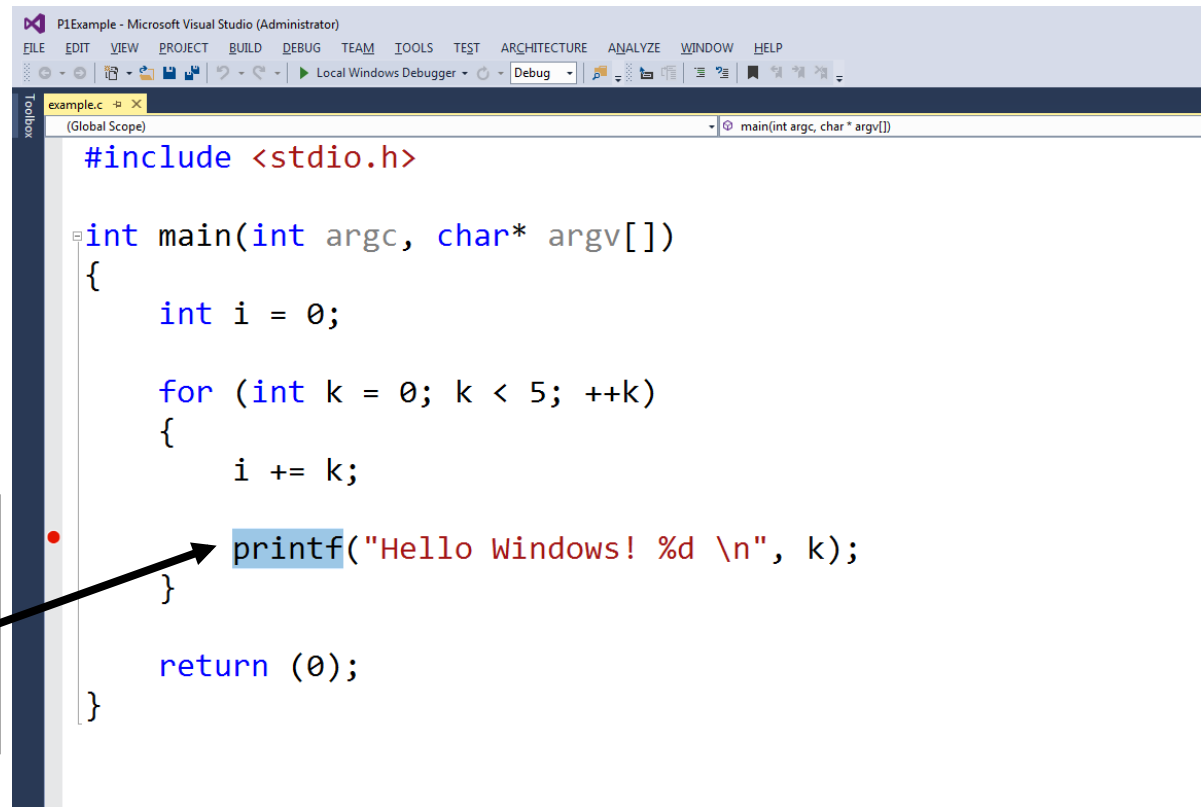 P1Example - Microsoft Visual Studio (Administrator)
FILE EDIT VIEW PROJECT BUILD DEBUG TEAM TOOLS TEST ARCHITECTURE ANALYZE WINDOW HELP
Local Windows Debugger Debug
Toolbox
example.c
(Global Scope) main(int argc, char * argv[])
#include <stdio.h>
int main(int argc, char* argv[])
{
int i = 0;
for (int k = 0; k < 5; ++k)
{
i += k;
printf("Hello Windows! %d \n", k);
}
return (0);
}